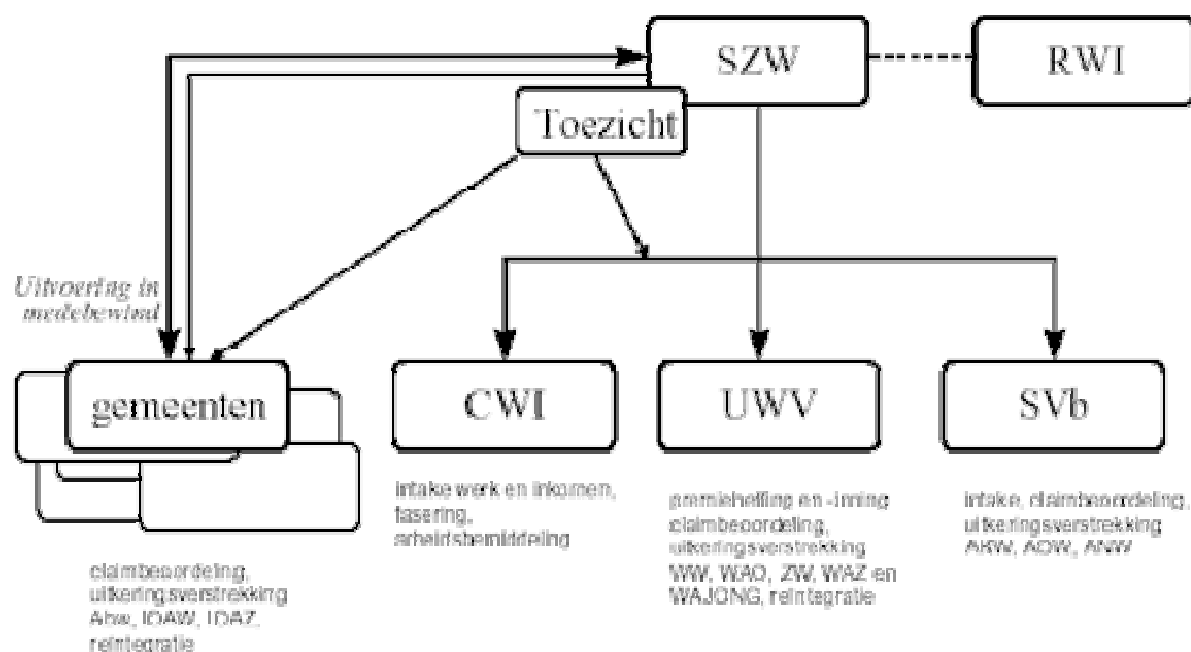 SZW
RWI
Toezicht
Uitvoering in
medebewind
gemeenten
CWI
UWV
SVb
intake werk en inkomen,
fasering,
arbeidsbemiddeling
premieheffing en -inning
claimbeoordeling,
uitkeringsverstrekking
WW, WAO, ZW, WAZ en
WAJONG, reïntegratie
intake, claimbeoordeling,
uitkeringsverstrekking
AKW, AOW, ANW
claimbeoordeling,
uitkeringsverstrekking
Abw, IOAW, IOAZ,
reïntegratie